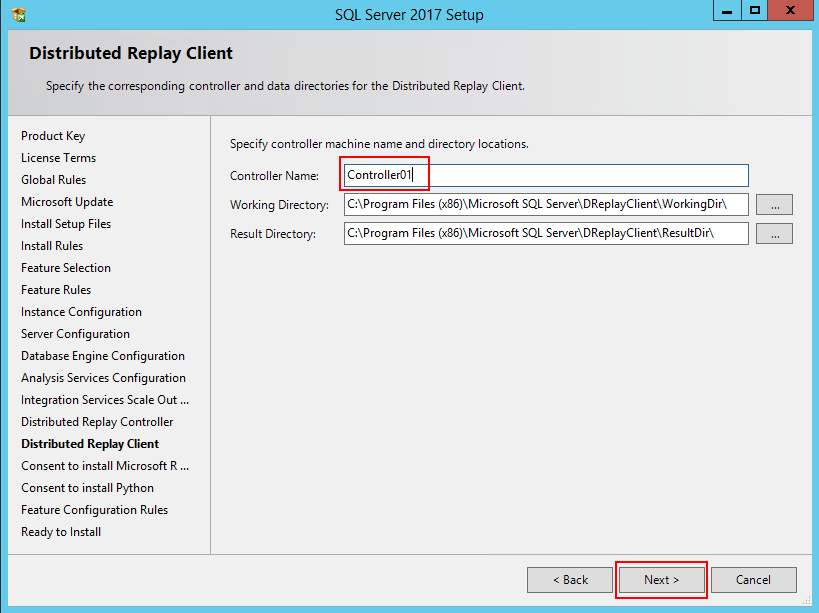 SQL Server 2017 Setup
Distributed Replay Client
Specify the corresponding controller and data directories for the Distributed Replay Client.
Product Key
License Terms
Global Rules
Microsoft Update
Install Setup Files
Install Rules
Feature Selection
Feature Rules
Instance Configuration
Server Configuration
Database Engine Configuration
Analysis Services Configuration
Integration Services Scale Out ...
Distributed Replay Controller
Distributed Replay Client
Consent to install Microsoft R ...
Consent to install Python
Feature Configuration Rules
Ready to Install
Specify controller machine name and directory locations.
Controller Name: Controller01
Working Directory: C:\Program Files (x86)\Microsoft SQL Server\DReplayClient\WorkingDir\ ...
Result Directory: C:\Program Files (x86)\Microsoft SQL Server\DReplayClient\ResultDir\ ...
< Back Next > Cancel